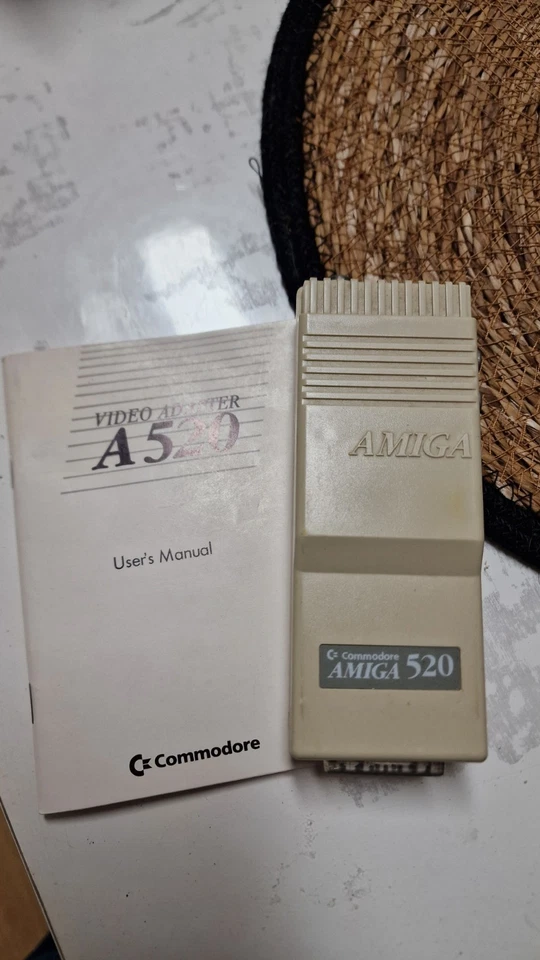 VIDEO ADAPTER
A520
User's Manual
Commodore
AMIGA
Commodore
AMIGA 520